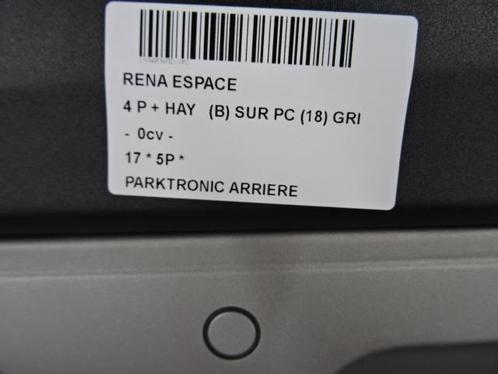 RENA ESPACE
4 P + HAY (B) SUR PC (18) GRI
- 0cv -
17 * 5P *
PARKTRONIC ARRIERE